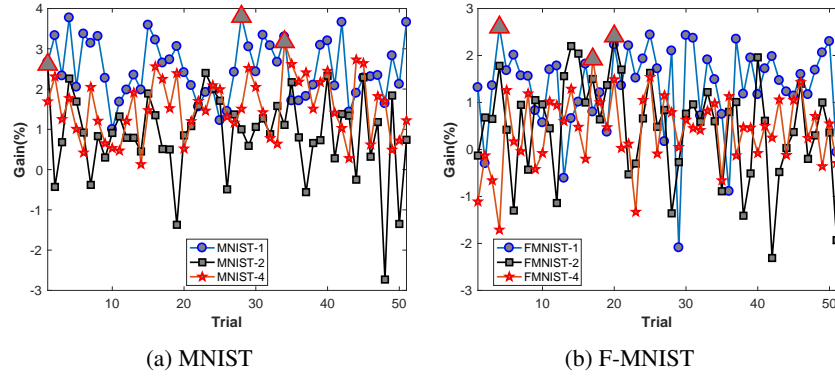 4
3
2
1
0
-1
-2
-3
Gain(%)
10 20 30 40 50
Trial
MNIST-1
MNIST-2
MNIST-4
(a) MNIST
3
2
1
0
-1
-2
-3
Gain(%)
10 20 30 40 50
Trial
FMNIST-1
FMNIST-2
FMNIST-4
(b) F-MNIST